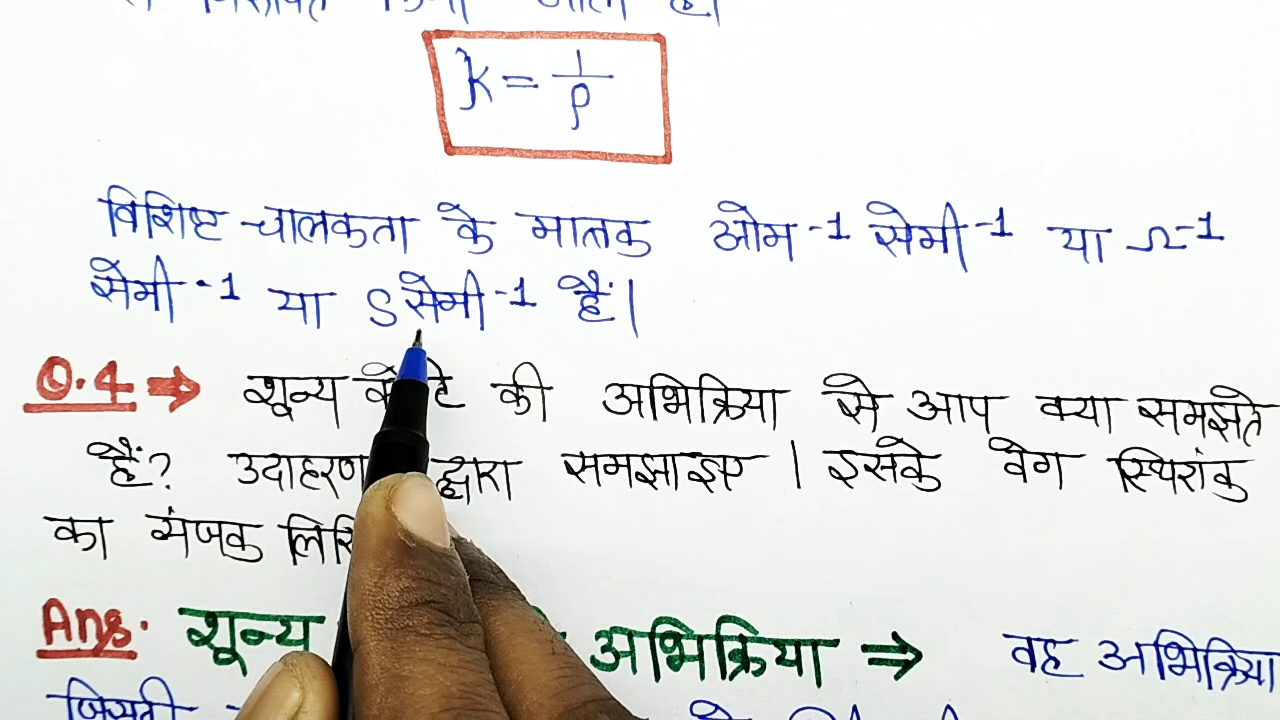 κ = 1/ρ
विशिष्ट चालकता के मात्रक ओम⁻¹ सेमी⁻¹ या Ω⁻¹
सेमी⁻¹ या S सेमी⁻¹ हैं।
Q.4 ⇒ शून्य की अभिक्रिया से आप क्या समझते
हैं? उदाहरण द्वारा समझाइए। इसके वेग स्थिरांक
का
Ans. शून्य अभिक्रिया ⇒ वह अभिक्रिया